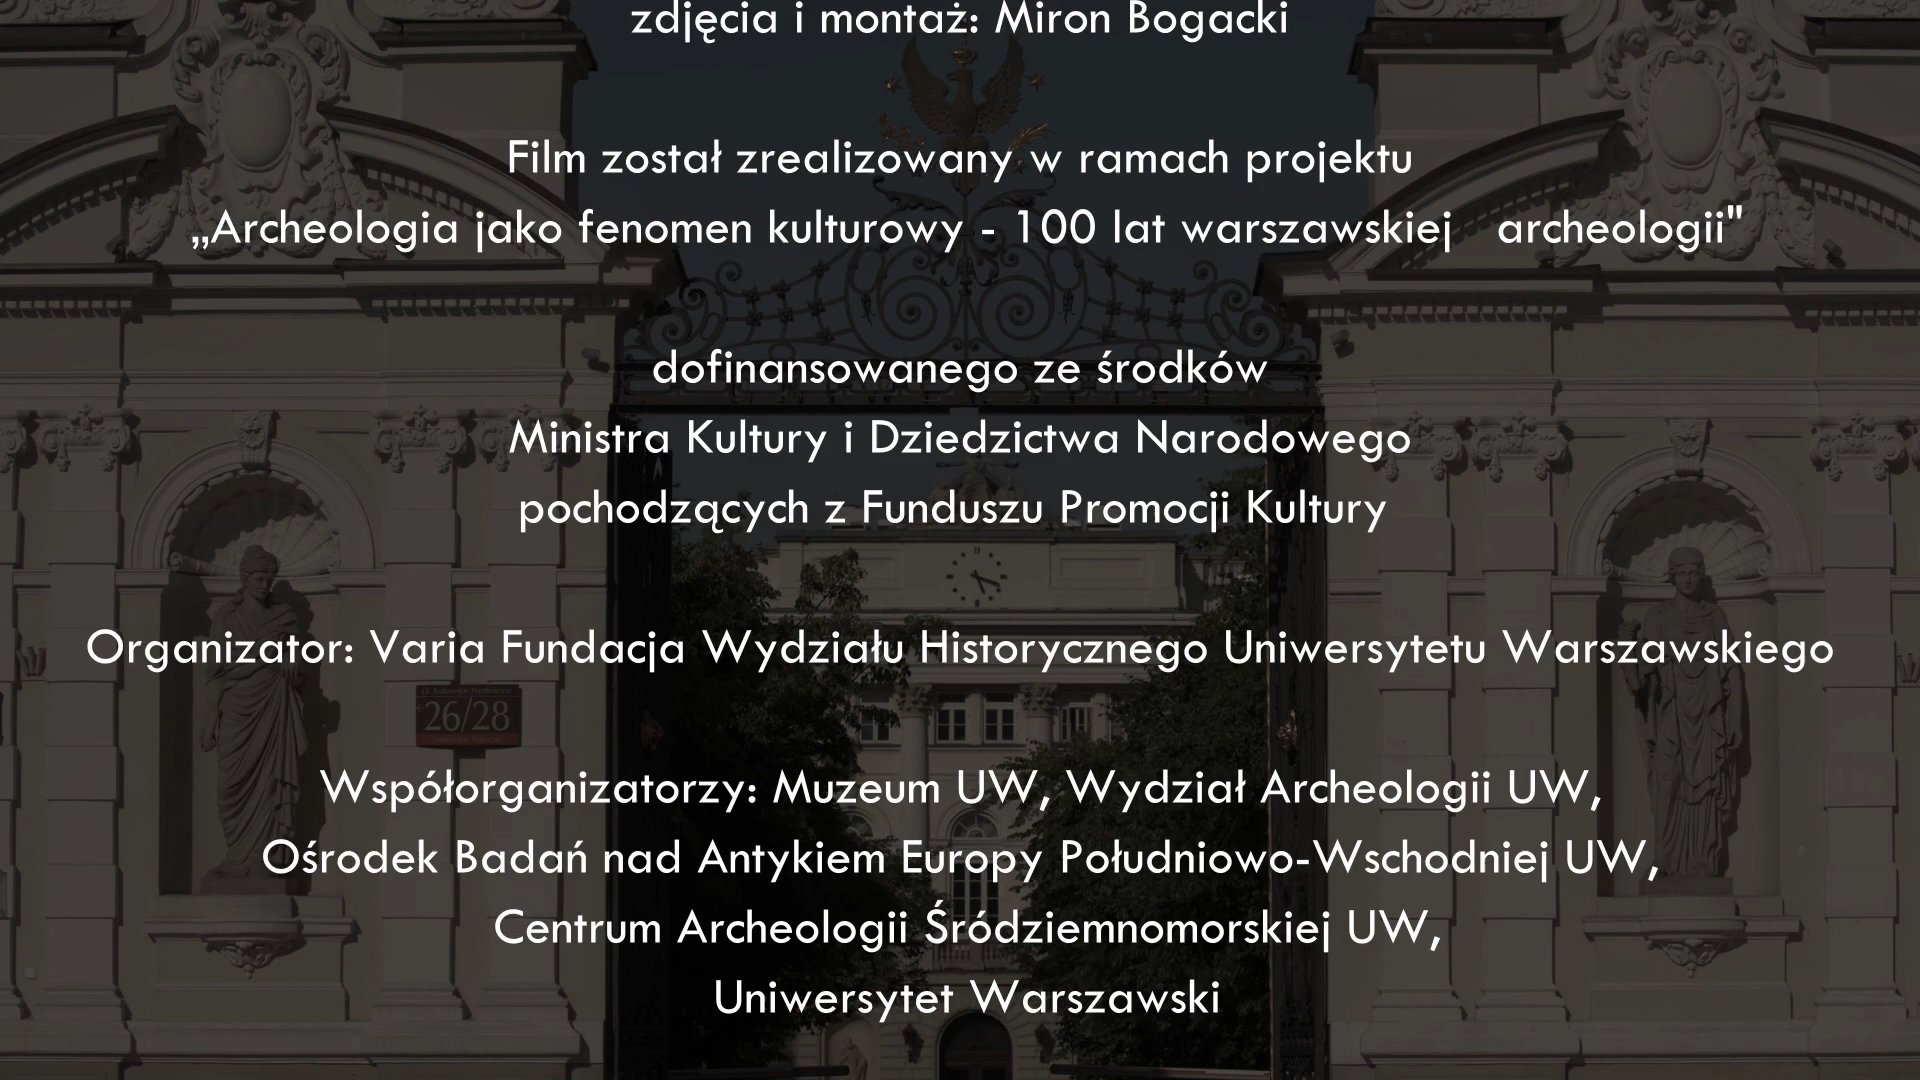 zdjęcia i montaż: Miron Bogacki
Film został zrealizowany w ramach projektu
„Archeologia jako fenomen kulturowy - 100 lat warszawskiej archeologii"
dofinansowanego ze środków
Ministra Kultury i Dziedzictwa Narodowego
pochodzących z Funduszu Promocji Kultury
Organizator: Varia Fundacja Wydziału Historycznego Uniwersytetu Warszawskiego
26/28
Współorganizatorzy: Muzeum UW, Wydział Archeologii UW,
Ośrodek Badań nad Antykiem Europy Południowo-Wschodniej UW,
Centrum Archeologii Śródziemnomorskiej UW,
Uniwersytet Warszawski